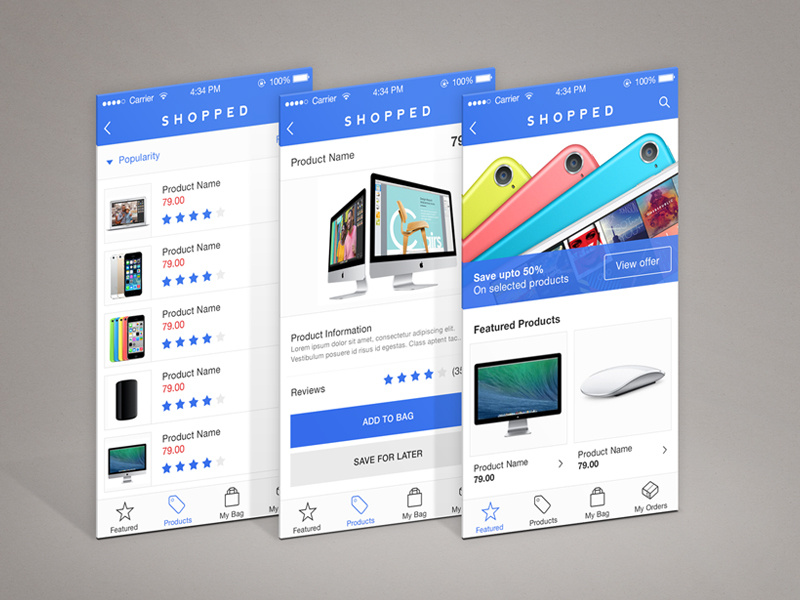 Carrier
4:34 PM
100%
SHOPPED
Popularity
Product Name
79.00
Product Name
79.00
Product Name
79.00
Product Name
79.00
Product Name
79.00
Featured
Products
My Bag
Carrier
4:34 PM
100%
SHOPPED
Product Name
Product Information
Lorem ipsum dolor sit amet, consectetur adipiscing elit.
Vestibulum posuere id risus id egestas. Class aptent tac...
Reviews
ADD TO BAG
SAVE FOR LATER
Featured
Products
My Bag
Carrier
4:34 PM
100%
SHOPPED
Save upto 50%
On selected products
View offer
Featured Products
Product Name
79.00
Product Name
79.00
Featured
Products
My Bag
My Orders